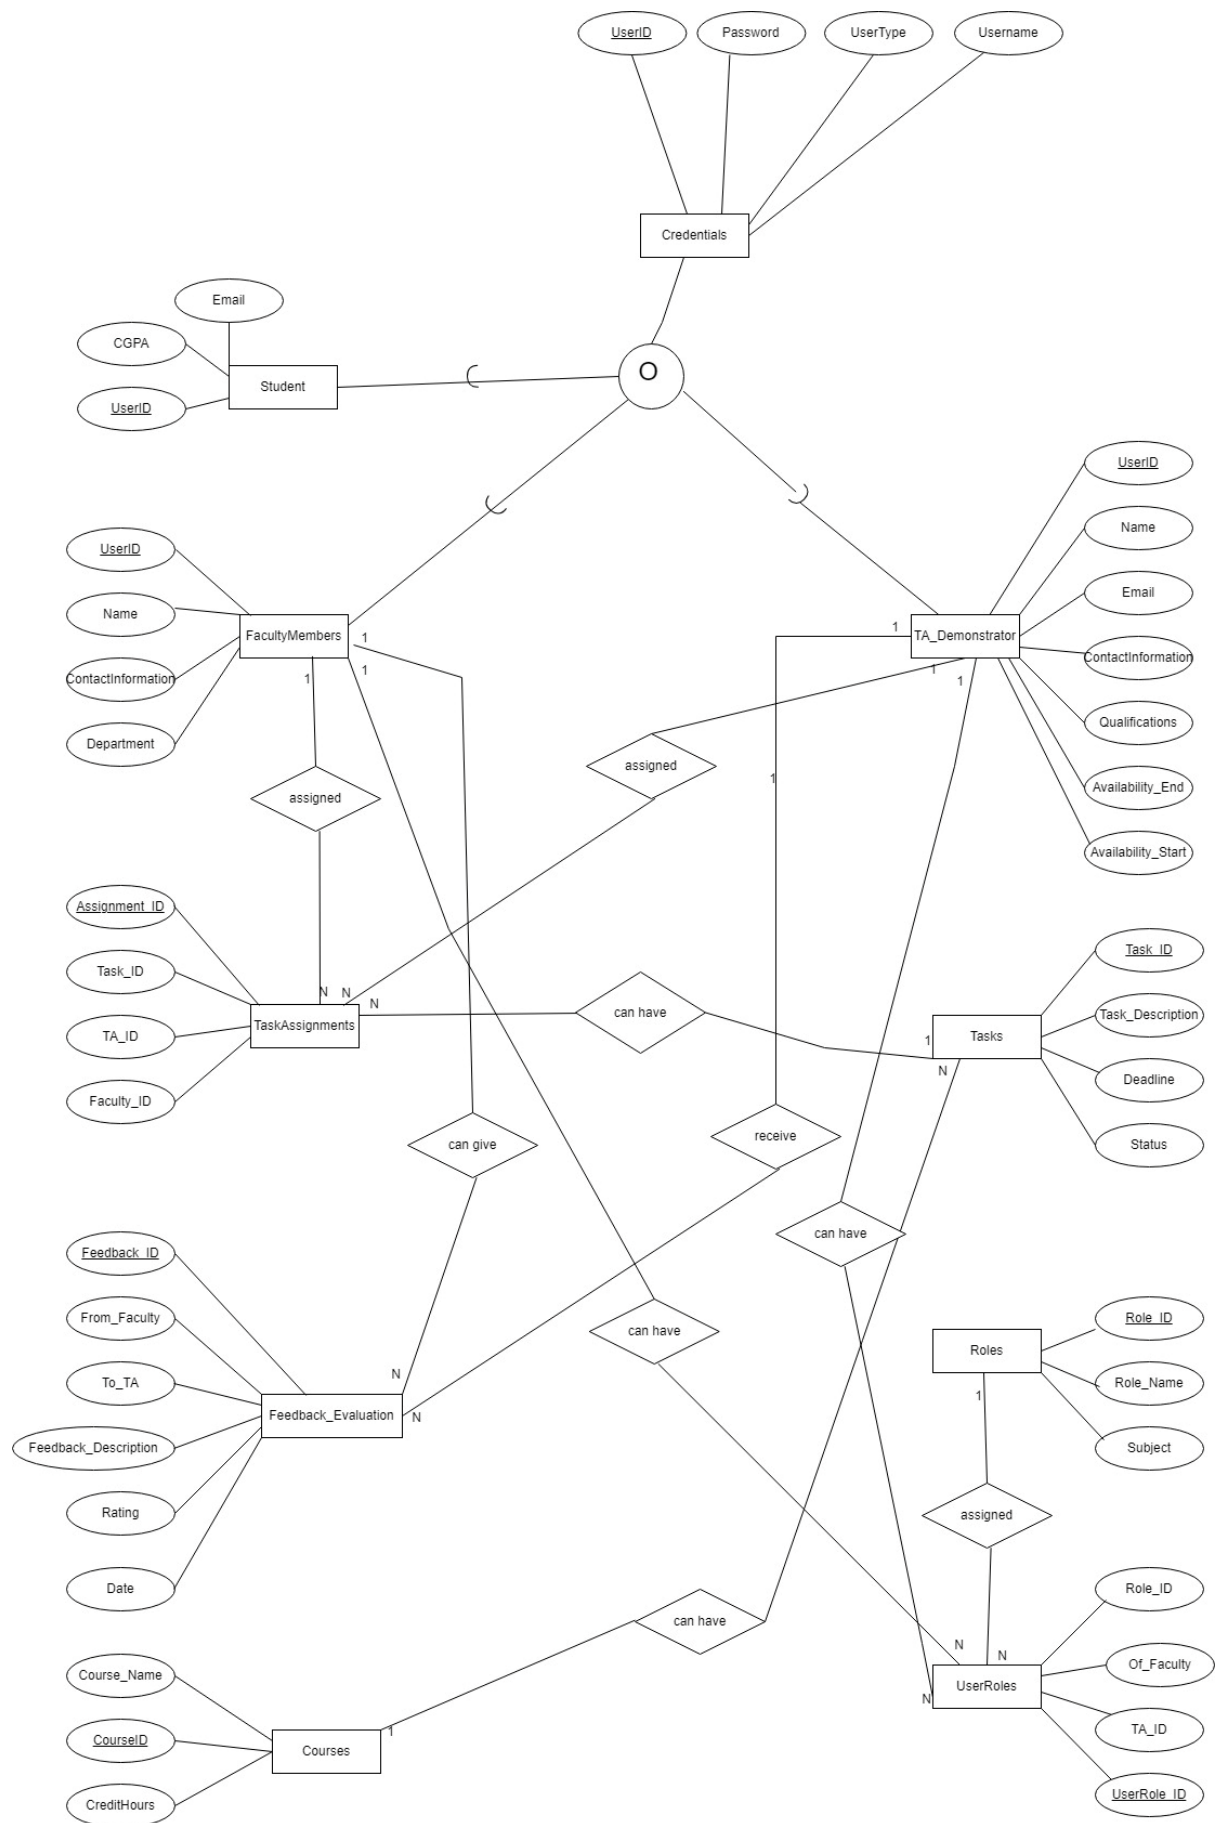 UserID
Password
UserType
Username
Credentials
Email
CGPA
UserID
Student
O
UserID
Name
Email
ContactInformation
Qualifications
Availability_End
Availability_Start
TA_Demonstrator
1
1
1
UserID
Name
ContactInformation
Department
FacultyMembers
1
1
1
assigned
assigned
1
Assignment_ID
Task_ID
TA_ID
Faculty_ID
TaskAssignments
N
N
N
can have
1
N
Tasks
Task_ID
Task_Description
Deadline
Status
can give
receive
can have
can have
Feedback_ID
From_Faculty
To_TA
Feedback_Description
Rating
Date
Feedback_Evaluation
N
N
Roles
Role_ID
Role_Name
Subject
1
assigned
can have
N
N
N
UserRoles
Role_ID
Of_Faculty
TA_ID
UserRole_ID
Course_Name
CourseID
CreditHours
Courses
1